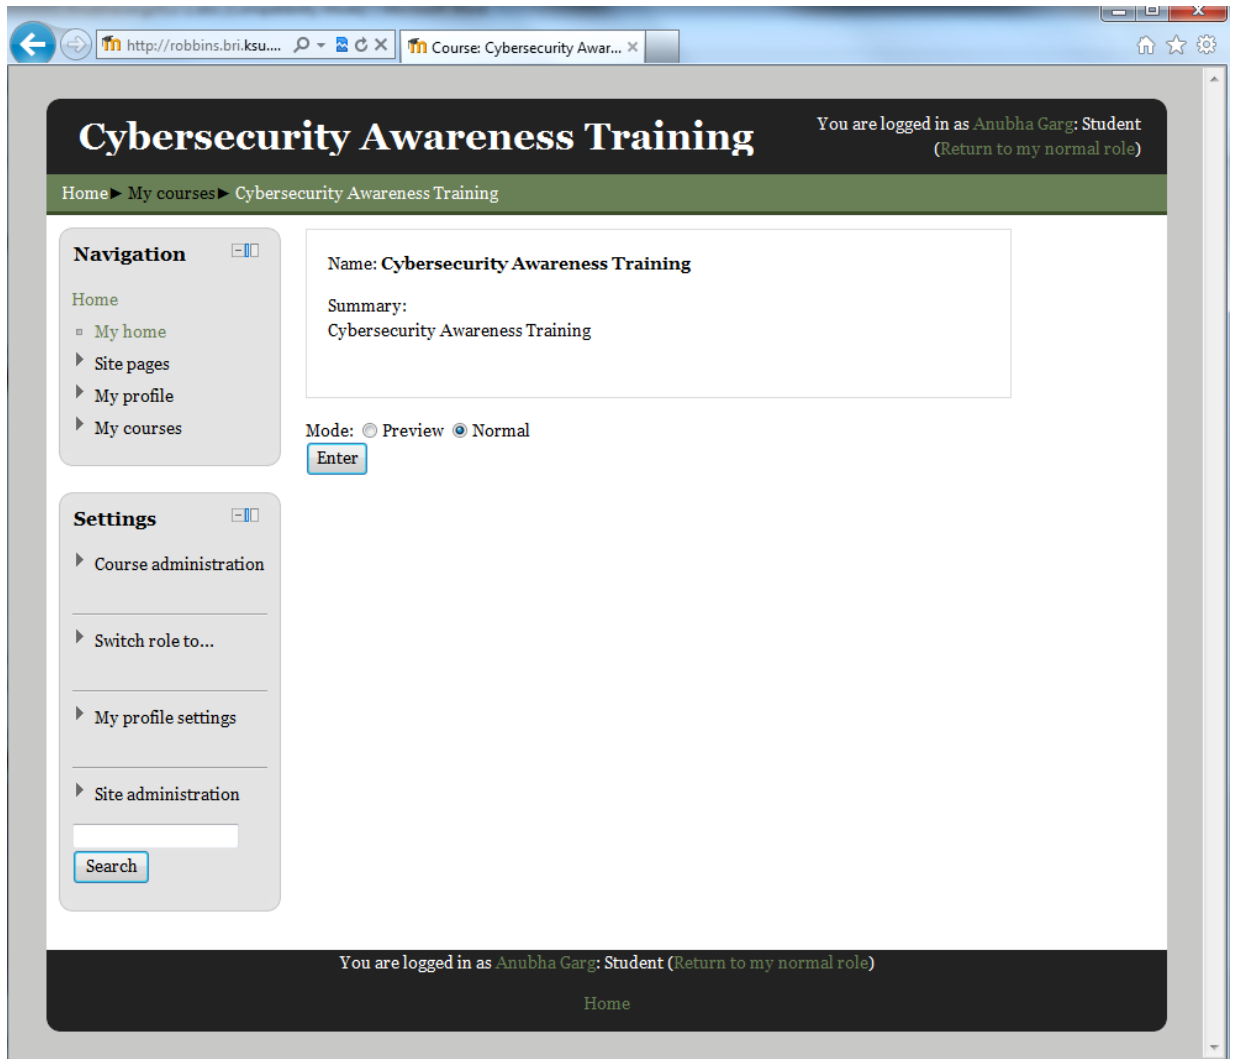 http://robbins.bri.ksu....
Course: Cybersecurity Awar...
Cybersecurity Awareness Training
You are logged in as Anubha Garg: Student
(Return to my normal role)
Home► My courses► Cybersecurity Awareness Training
Navigation
Home
My home
Site pages
My profile
My courses
Name: Cybersecurity Awareness Training
Summary:
Cybersecurity Awareness Training
Mode: Preview Normal
Enter
Settings
Course administration
Switch role to...
My profile settings
Site administration
Search
You are logged in as Anubha Garg: Student (Return to my normal role)
Home